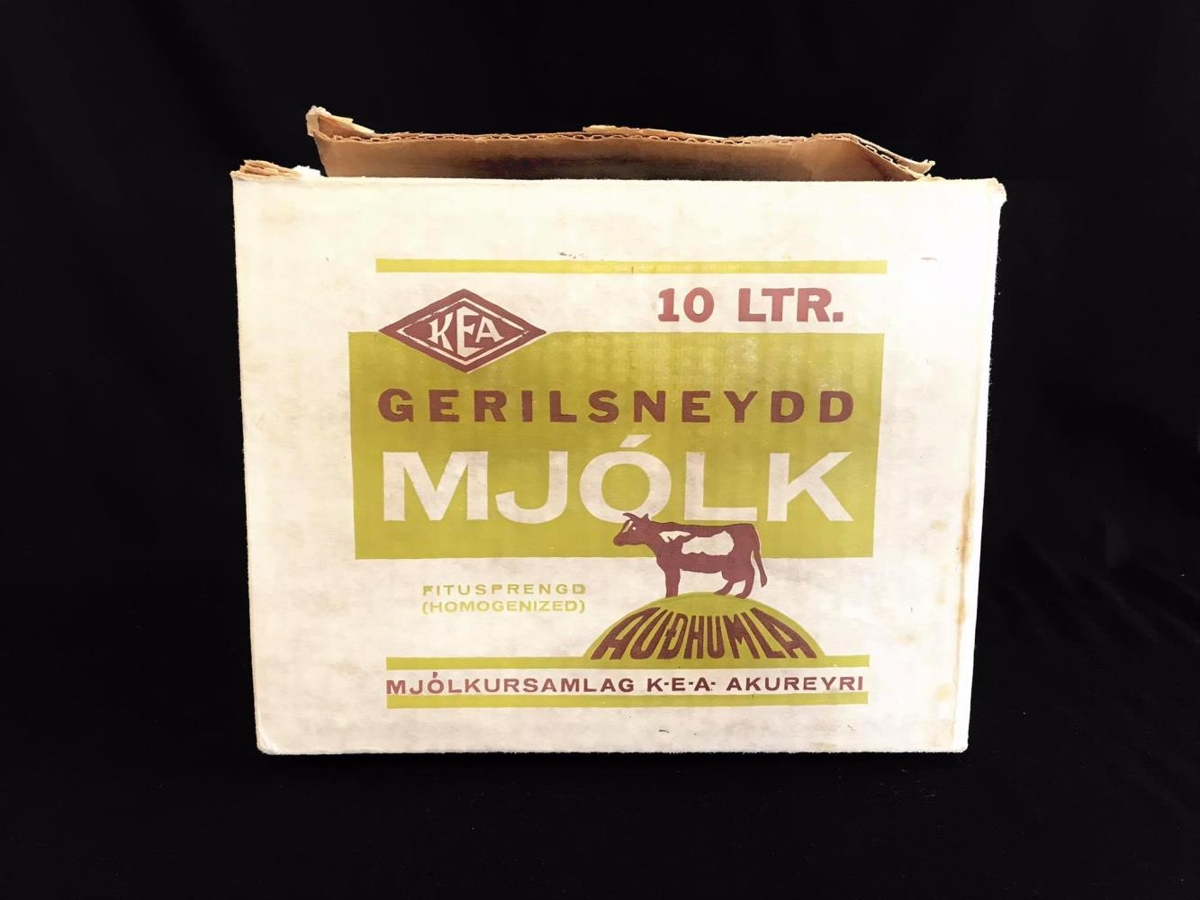 10 LTR.
KEA
GERILSNEYDD
MJÓLK
FITUSPRENGD
(HOMOGENIZED)
AUÐHUMLA
MJÓLKURSAMLAG K-E-A- AKUREYRI